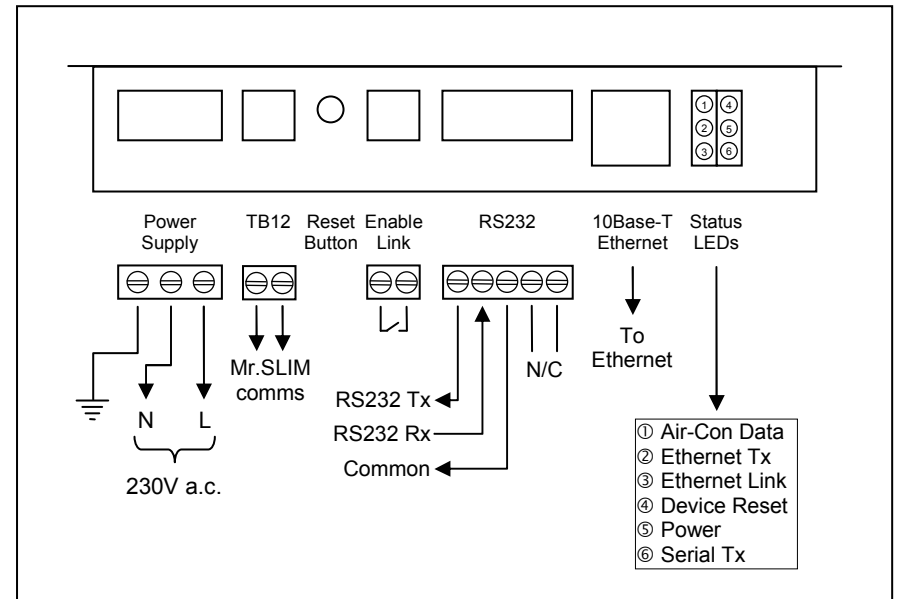 1 4
2 5
3 6
Power Supply
TB12
Reset Button
Enable Link
RS232
10Base-T Ethernet
Status LEDs
To Ethernet
Mr.SLIM comms
N/C
RS232 Tx
RS232 Rx
Common
N L
230V a.c.
① Air-Con Data
② Ethernet Tx
③ Ethernet Link
④ Device Reset
⑤ Power
⑥ Serial Tx